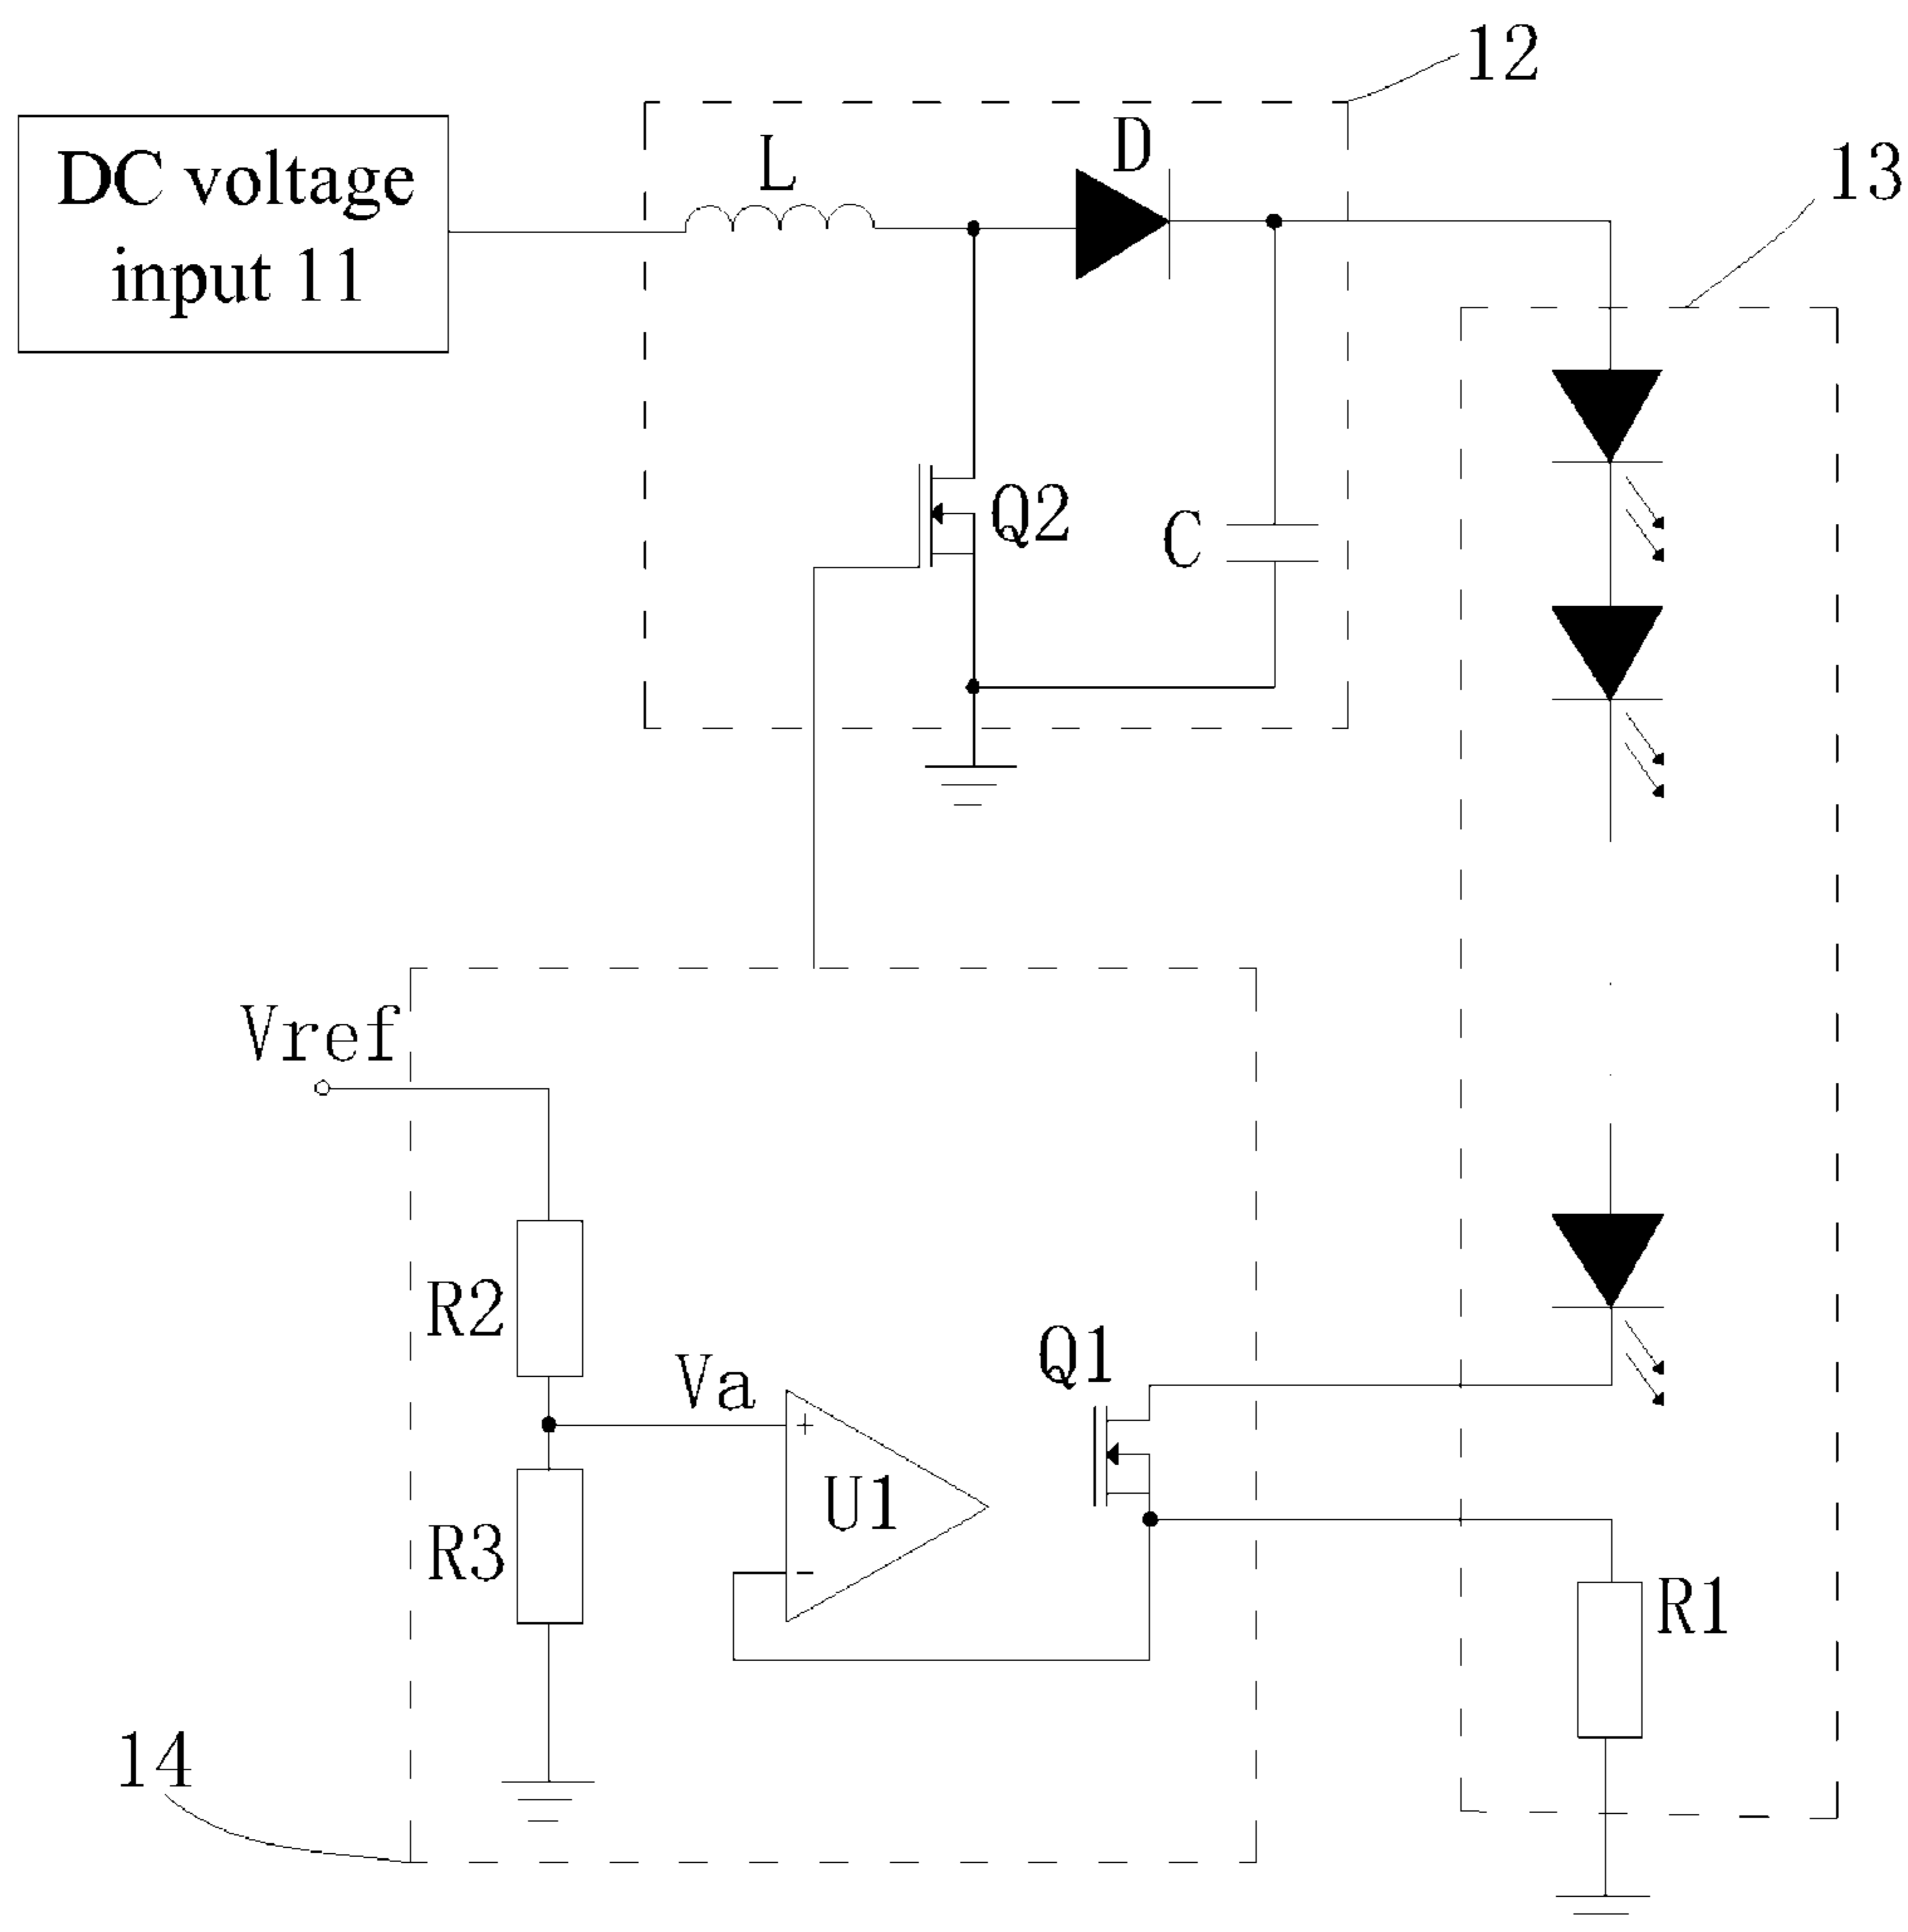 12
D
L
13
DC voltage
input 11
Q2
C
Vref
R2
Q1
Va
+
U1
R3
-
R1
14